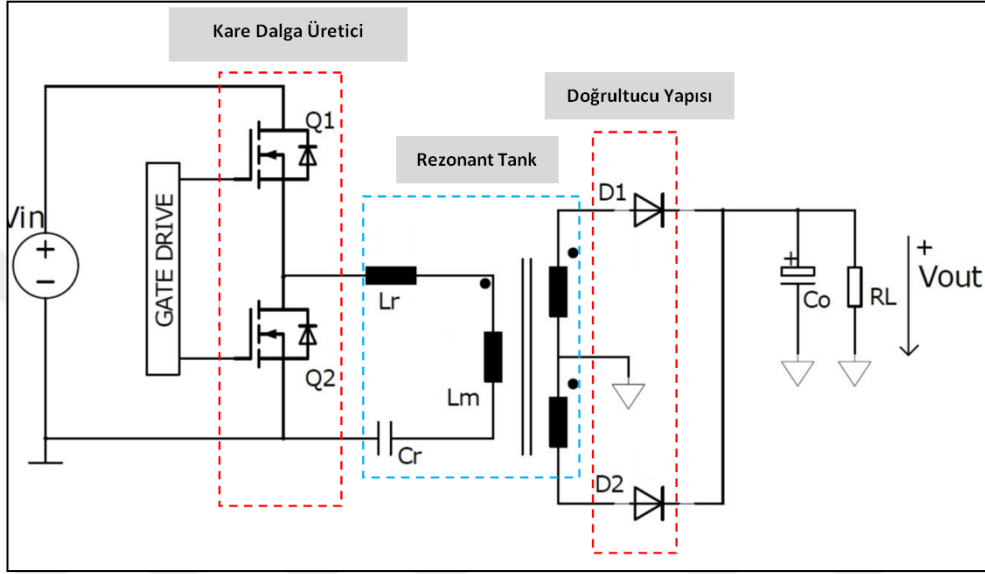 Kare Dalga Üretici
Doğrultucu Yapısı
Rezonant Tank
Q1
D1
Vin
+
−
GATE DRIVE
Lr
Q2
Lm
Cr
D2
+
Co
RL
+
Vout